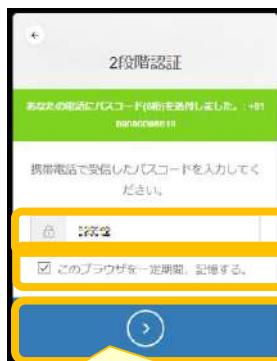 2段階認証
あなたの電話にパスコード(6桁)を送付しました。: +81
携帯電話で受信したパスコードを入力してく
ださい。
このブラウザを一定期間、記憶する。